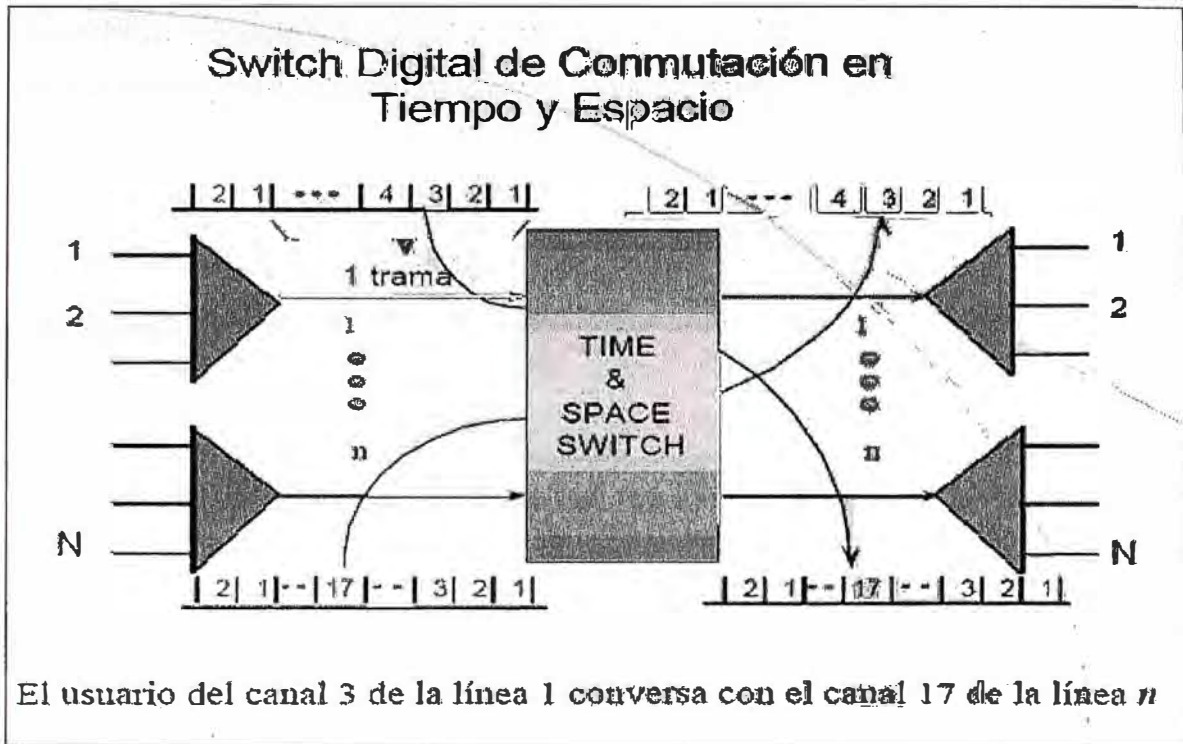 Switch Digital de Conmutación en
Tiempo y Espacio
2 1 --- 4 3 2 1
2 1 --- 4 3 2 1
1
1 trama
1
2
1
1
2
TIME
&
SPACE
SWITCH
n
n
N
N
2 1 -- 17 -- 3 2 1
2 1 -- 17 -- 3 2 1
El usuario del canal 3 de la línea 1 conversa con el canal 17 de la línea n